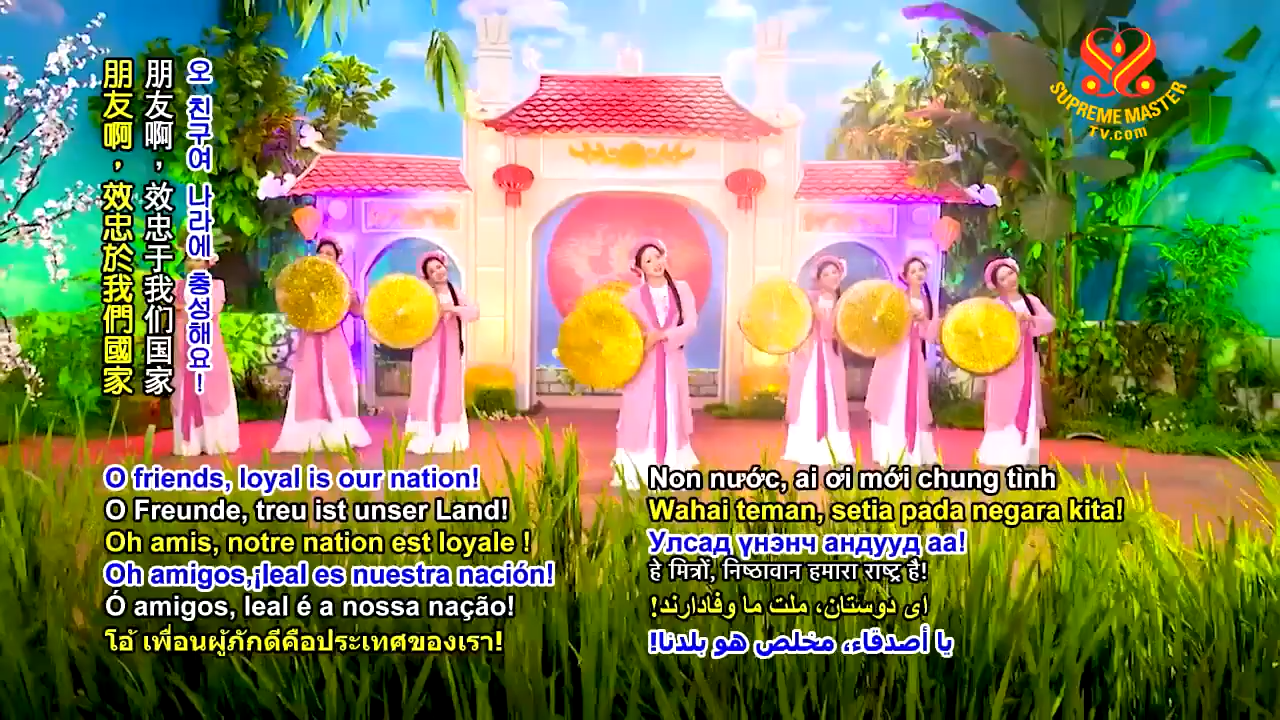 SUPREME MASTER
TV.com
오 친구여 나라에 충성해요!
朋友啊，效忠于我们国家
朋友啊，效忠於我們國家
O friends, loyal is our nation!
O Freunde, treu ist unser Land!
Oh amis, notre nation est loyale !
Oh amigos,¡leal es nuestra nación!
Ó amigos, leal é a nossa nação!
โอ้ เพื่อนผู้ภักดีคือประเทศของเรา!
Non nước, ai ơi mới chung tình
Wahai teman, setia pada negara kita!
Улсад үнэнч андууд аа!
हे मित्रों, निष्ठावान हमारा राष्ट्र है!
ای دوستان، ملت ما وفادارند!
يا أصدقاء، مخلص هو بلدنا!